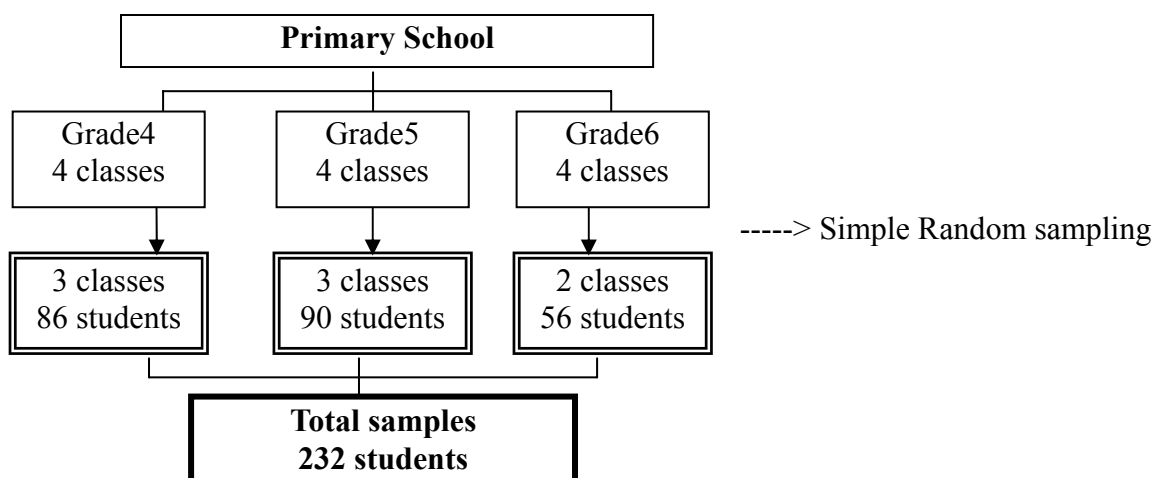 Primary School
Grade4
4 classes
Grade5
4 classes
Grade6
4 classes
-----> Simple Random sampling
3 classes
86 students
3 classes
90 students
2 classes
56 students
Total samples
232 students